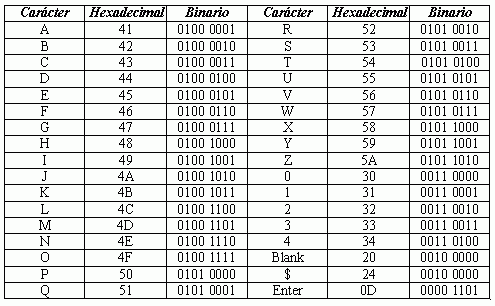 Carácter Hexadecimal Binario Carácter Hexadecimal Binario
A 41 0100 0001 R 52 0101 0010
B 42 0100 0010 S 53 0101 0011
C 43 0100 0011 T 54 0101 0100
D 44 0100 0100 U 55 0101 0101
E 45 0100 0101 V 56 0101 0110
F 46 0100 0110 W 57 0101 0111
G 47 0100 0111 X 58 0101 1000
H 48 0100 1000 Y 59 0101 1001
I 49 0100 1001 Z 5A 0101 1010
J 4A 0100 1010 0 30 0011 0000
K 4B 0100 1011 1 31 0011 0001
L 4C 0100 1100 2 32 0011 0010
M 4D 0100 1101 3 33 0011 0011
N 4E 0100 1110 4 34 0011 0100
O 4F 0100 1111 Blank 20 0010 0000
P 50 0101 0000 $ 24 0010 0000
Q 51 0101 0001 Enter 0D 0000 1101